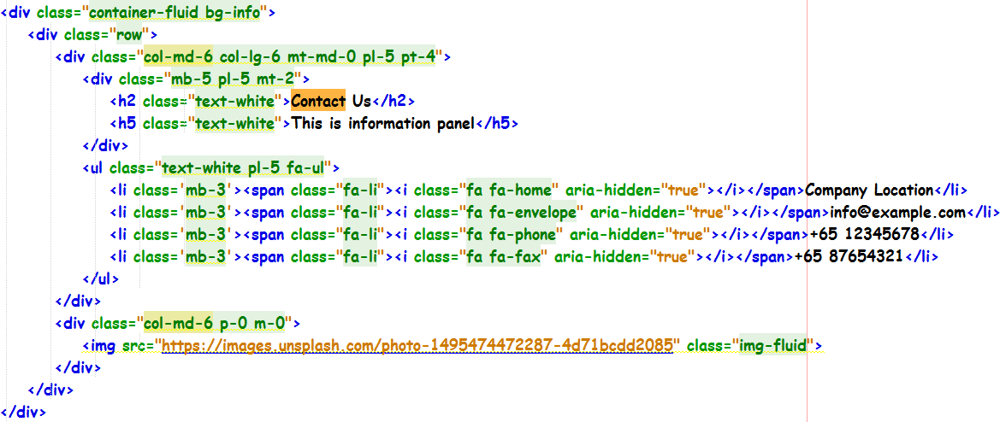 <div class="container-fluid bg-info">
<div class="row">
<div class="col-md-6 col-lg-6 mt-md-0 pl-5 pt-4">
<div class="mb-5 pl-5 mt-2">
<h2 class="text-white">Contact Us</h2>
<h5 class="text-white">This is information panel</h5>
</div>
<ul class="text-white pl-5 fa-ul">
<li class='mb-3'><span class="fa-li"><i class="fa fa-home" aria-hidden="true"></i></span>Company Location</li>
<li class='mb-3'><span class="fa-li"><i class="fa fa-envelope" aria-hidden="true"></i></span>info@example.com</li>
<li class='mb-3'><span class="fa-li"><i class="fa fa-phone" aria-hidden="true"></i></span>+65 12345678</li>
<li class='mb-3'><span class="fa-li"><i class="fa fa-fax" aria-hidden="true"></i></span>+65 87654321</li>
</ul>
</div>
<div class="col-md-6 p-0 m-0">
<img src="https://images.unsplash.com/photo-1495474472287-4d71bcdd2085" class="img-fluid">
</div>
</div>
</div>